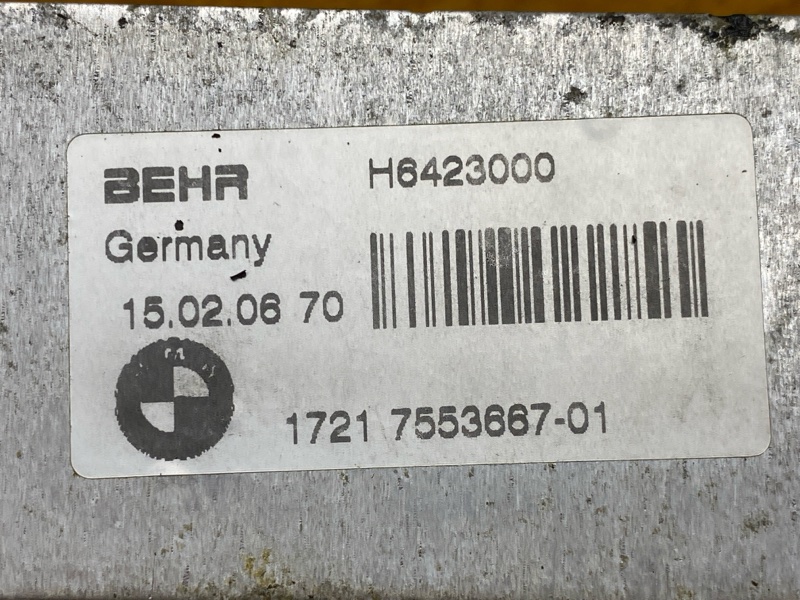 BEHR
H6423000
Germany
15.02.06 70
1721 7553667-01